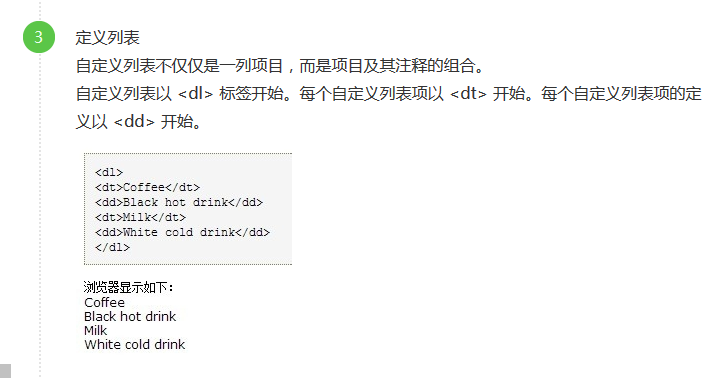 3
定义列表
自定义列表不仅仅是一列项目，而是项目及其注释的组合。
自定义列表以 <dl> 标签开始。每个自定义列表项以 <dt> 开始。每个自定义列表项的定
义以 <dd> 开始。
<dl>
<dt>Coffee</dt>
<dd>Black hot drink</dd>
<dt>Milk</dt>
<dd>White cold drink</dd>
</dl>
浏览器显示如下：
Coffee
Black hot drink
Milk
White cold drink